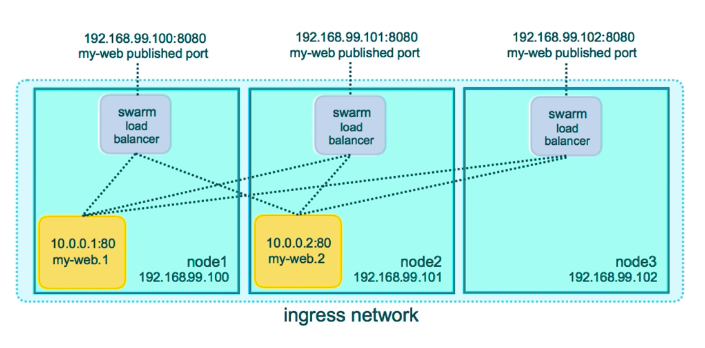 192.168.99.100:8080
my-web published port
192.168.99.101:8080
my-web published port
192.168.99.102:8080
my-web published port
swarm
load
balancer
swarm
load
balancer
swarm
load
balancer
10.0.0.1:80
my-web.1
node1
192.168.99.100
10.0.0.2:80
my-web.2
node2
192.168.99.101
node3
192.168.99.102
ingress network